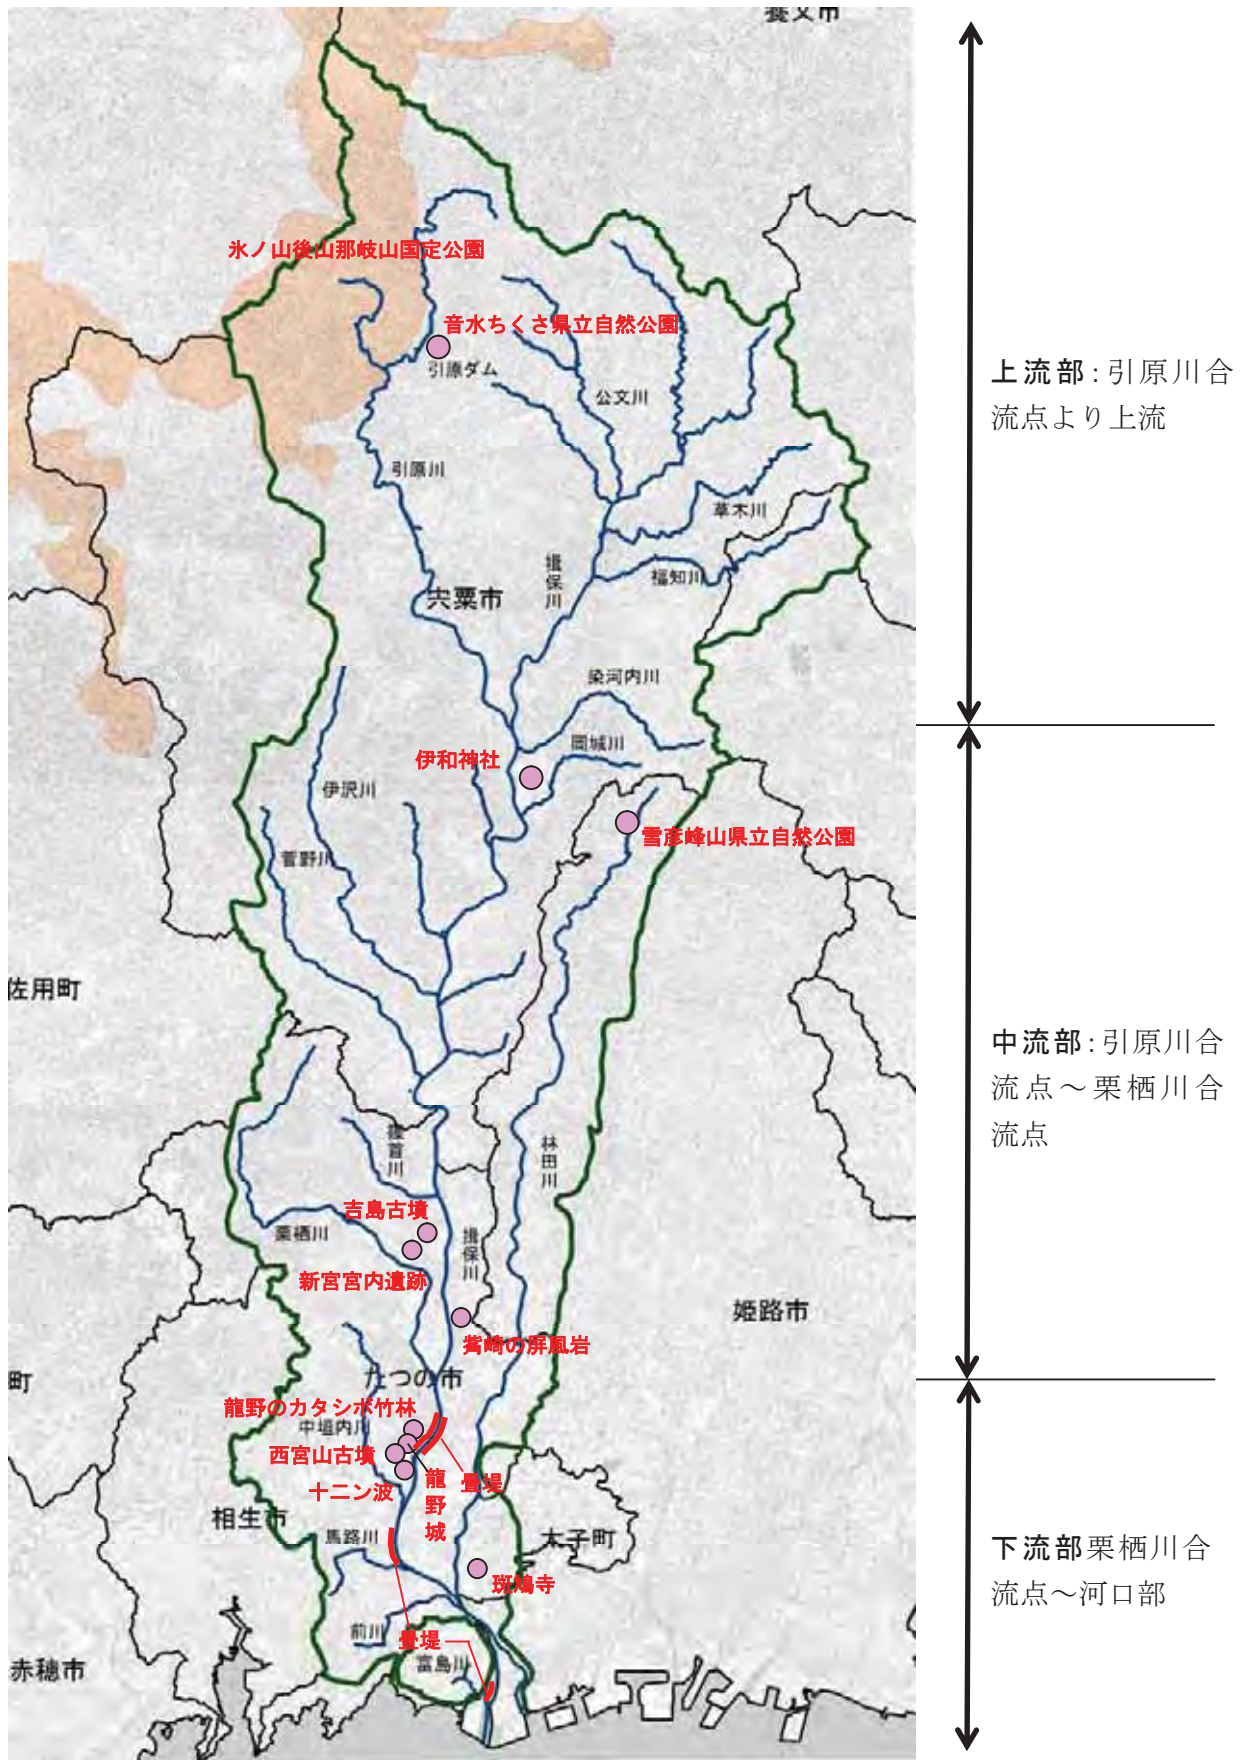 養父市
氷ノ山後山那岐山国定公園
音水ちくさ県立自然公園
引原ダム
公文川
上流部:引原川合
流点より上流
引原川
草木川
揖保川
福知川
宍粟市
染河内川
岡城川
伊和神社
伊沢川
雪彦峰山県立自然公園
菅野川
佐用町
中流部:引原川合
流点～栗栖川合
流点
篠首川
林田川
吉島古墳
栗栖川
揖保川
新宮宮内遺跡
姫路市
觜崎の屏風岩
たつの市
町
龍野のカタシボ竹林
中垣内川
西宮山古墳
龍野城
畳堤
十二ン波
相生市
馬路川
太子町
下流部栗栖川合
流点～河口部
斑鳩寺
前川
畳堤
富島川
赤穂市